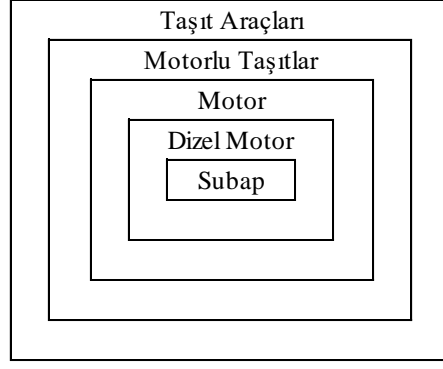 Taşıt Araçları
Motorlu Taşıtlar
Motor
Dizel Motor
Subap